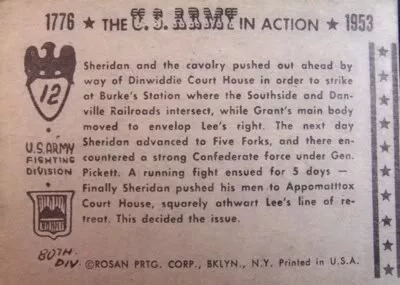 1776 ★ THE U.S. ARMY IN ACTION ★ 1953
Sheridan and the cavalry pushed out ahead by
way of Dinwiddie Court House in order to strike
at Burke's Station where the Southside and Dan-
ville Railroads intersect, while Grant's main body
moved to envelop Lee's right. The next day
Sheridan advanced to Five Forks, and there en-
countered a strong Confederate force under Gen.
Pickett. A running fight ensued for 5 days —
Finally Sheridan pushed his men to Appomattox
Court House, squarely athwart Lee's line of re-
treat. This decided the issue.
12
U.S. ARMY
FIGHTING
DIVISION
80TH
DIV.
©ROSAN PRTG. CORP., BKLYN., N.Y. Printed in U.S.A.